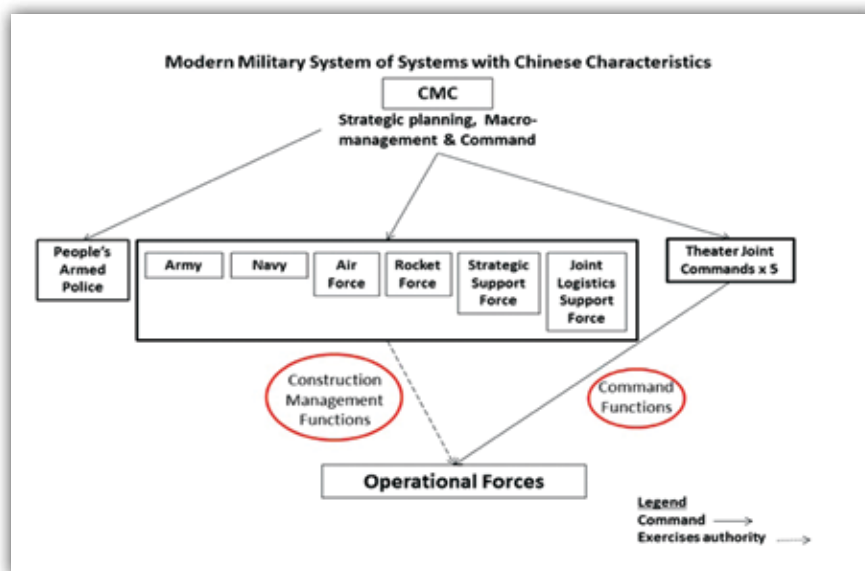 Modern Military System of Systems with Chinese Characteristics
CMC
Strategic planning, Macro-
management & Command
People's
Armed
Police
Army
Navy
Air
Force
Rocket
Force
Strategic
Support
Force
Joint
Logistics
Support
Force
Theater Joint
Commands x 5
Construction
Management
Functions
Command
Functions
Operational Forces
Legend
Command
Exercises authority